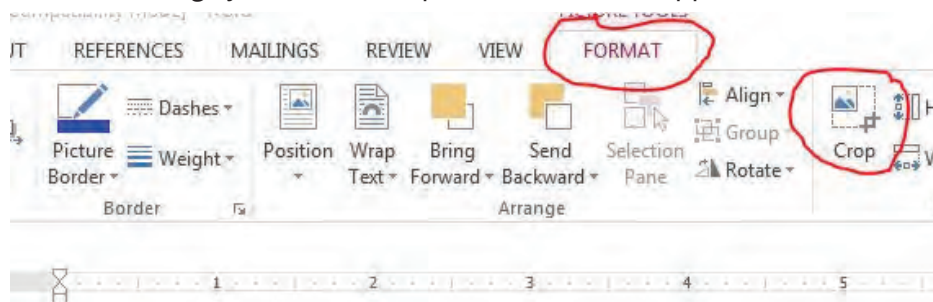 UT REFERENCES MAILINGS REVIEW VIEW FORMAT
Dashes Align
Group
Picture Weight Position Wrap Bring Send Selection Crop
Border Text Forward Backward Pane Rotate
Border Arrange
1 2 3 4 5